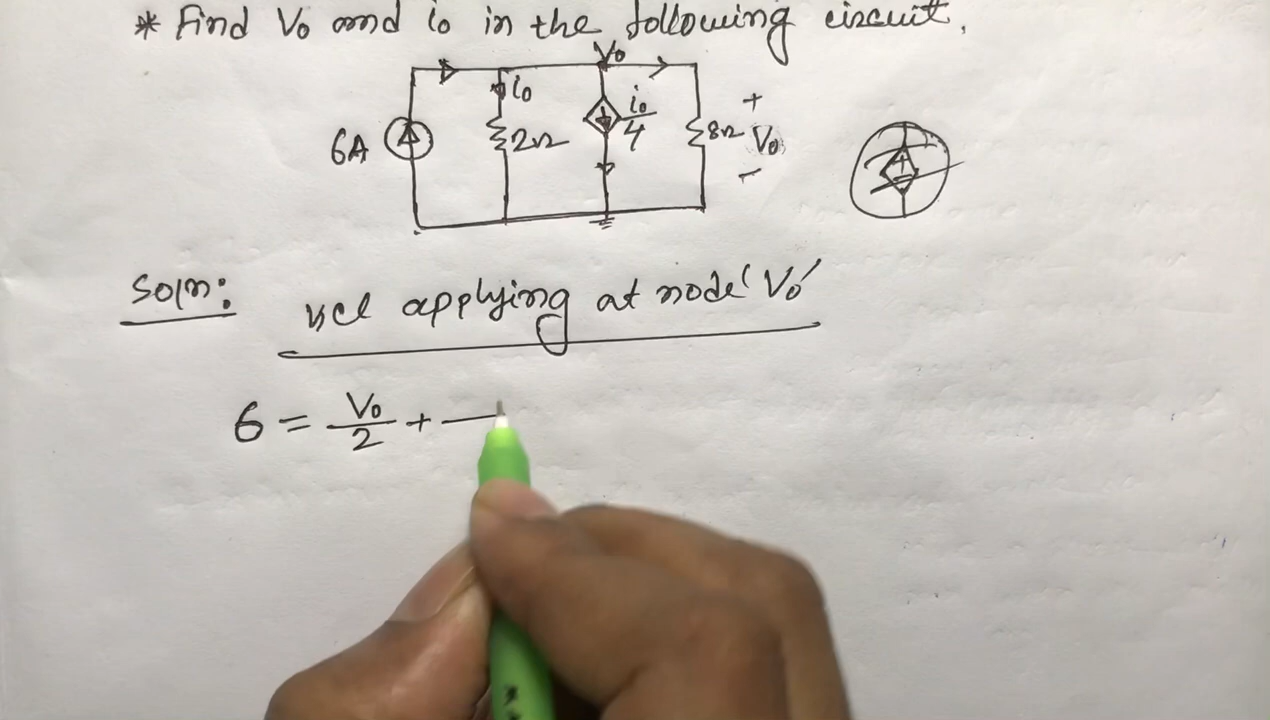 * Find V₀ and i₀ in the following circuit.
V₀
i₀
6A
2Ω
i₀/4
8Ω
+
V₀
-
+
-
Soln:
KCL applying at node 'V₀'
6 = V₀/2 +